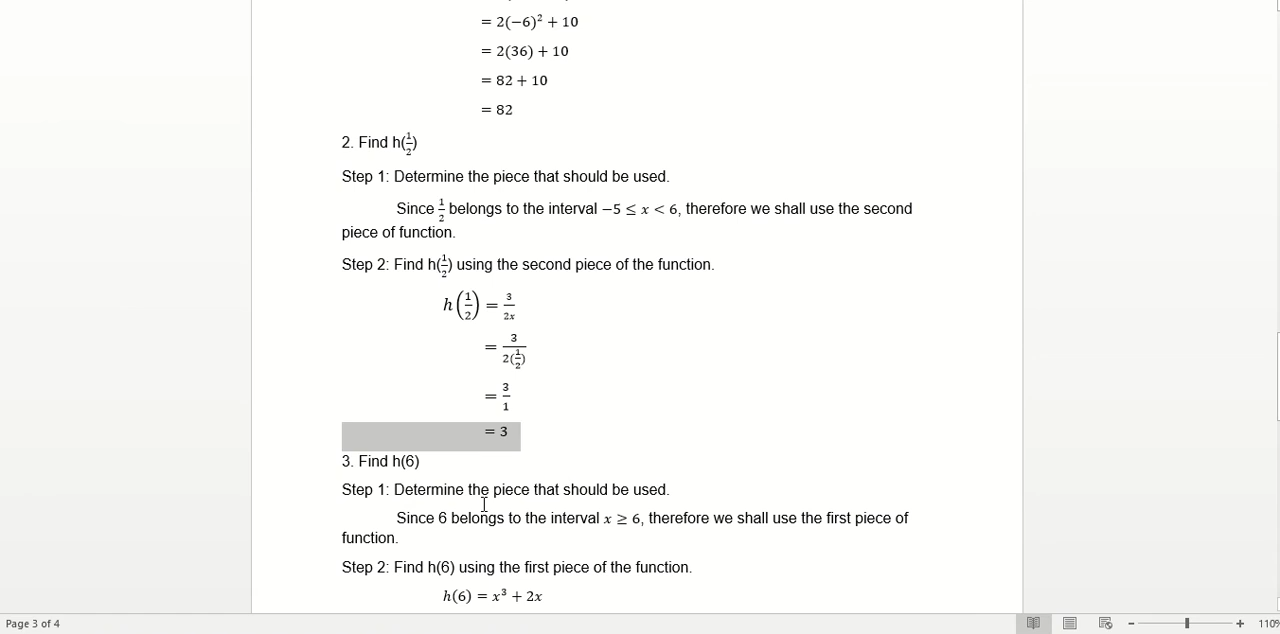 = 2(−6)² + 10
= 2(36) + 10
= 82 + 10
= 82
2. Find h(1/2)
Step 1: Determine the piece that should be used.
Since 1/2 belongs to the interval −5 ≤ x < 6, therefore we shall use the second
piece of function.
Step 2: Find h(1/2) using the second piece of the function.
h(1/2) = 3/2x
= 3/2(1/2)
= 3/1
= 3
3. Find h(6)
Step 1: Determine the piece that should be used.
Since 6 belongs to the interval x ≥ 6, therefore we shall use the first piece of
function.
Step 2: Find h(6) using the first piece of the function.
h(6) = x³ + 2x
Page 3 of 4 110%